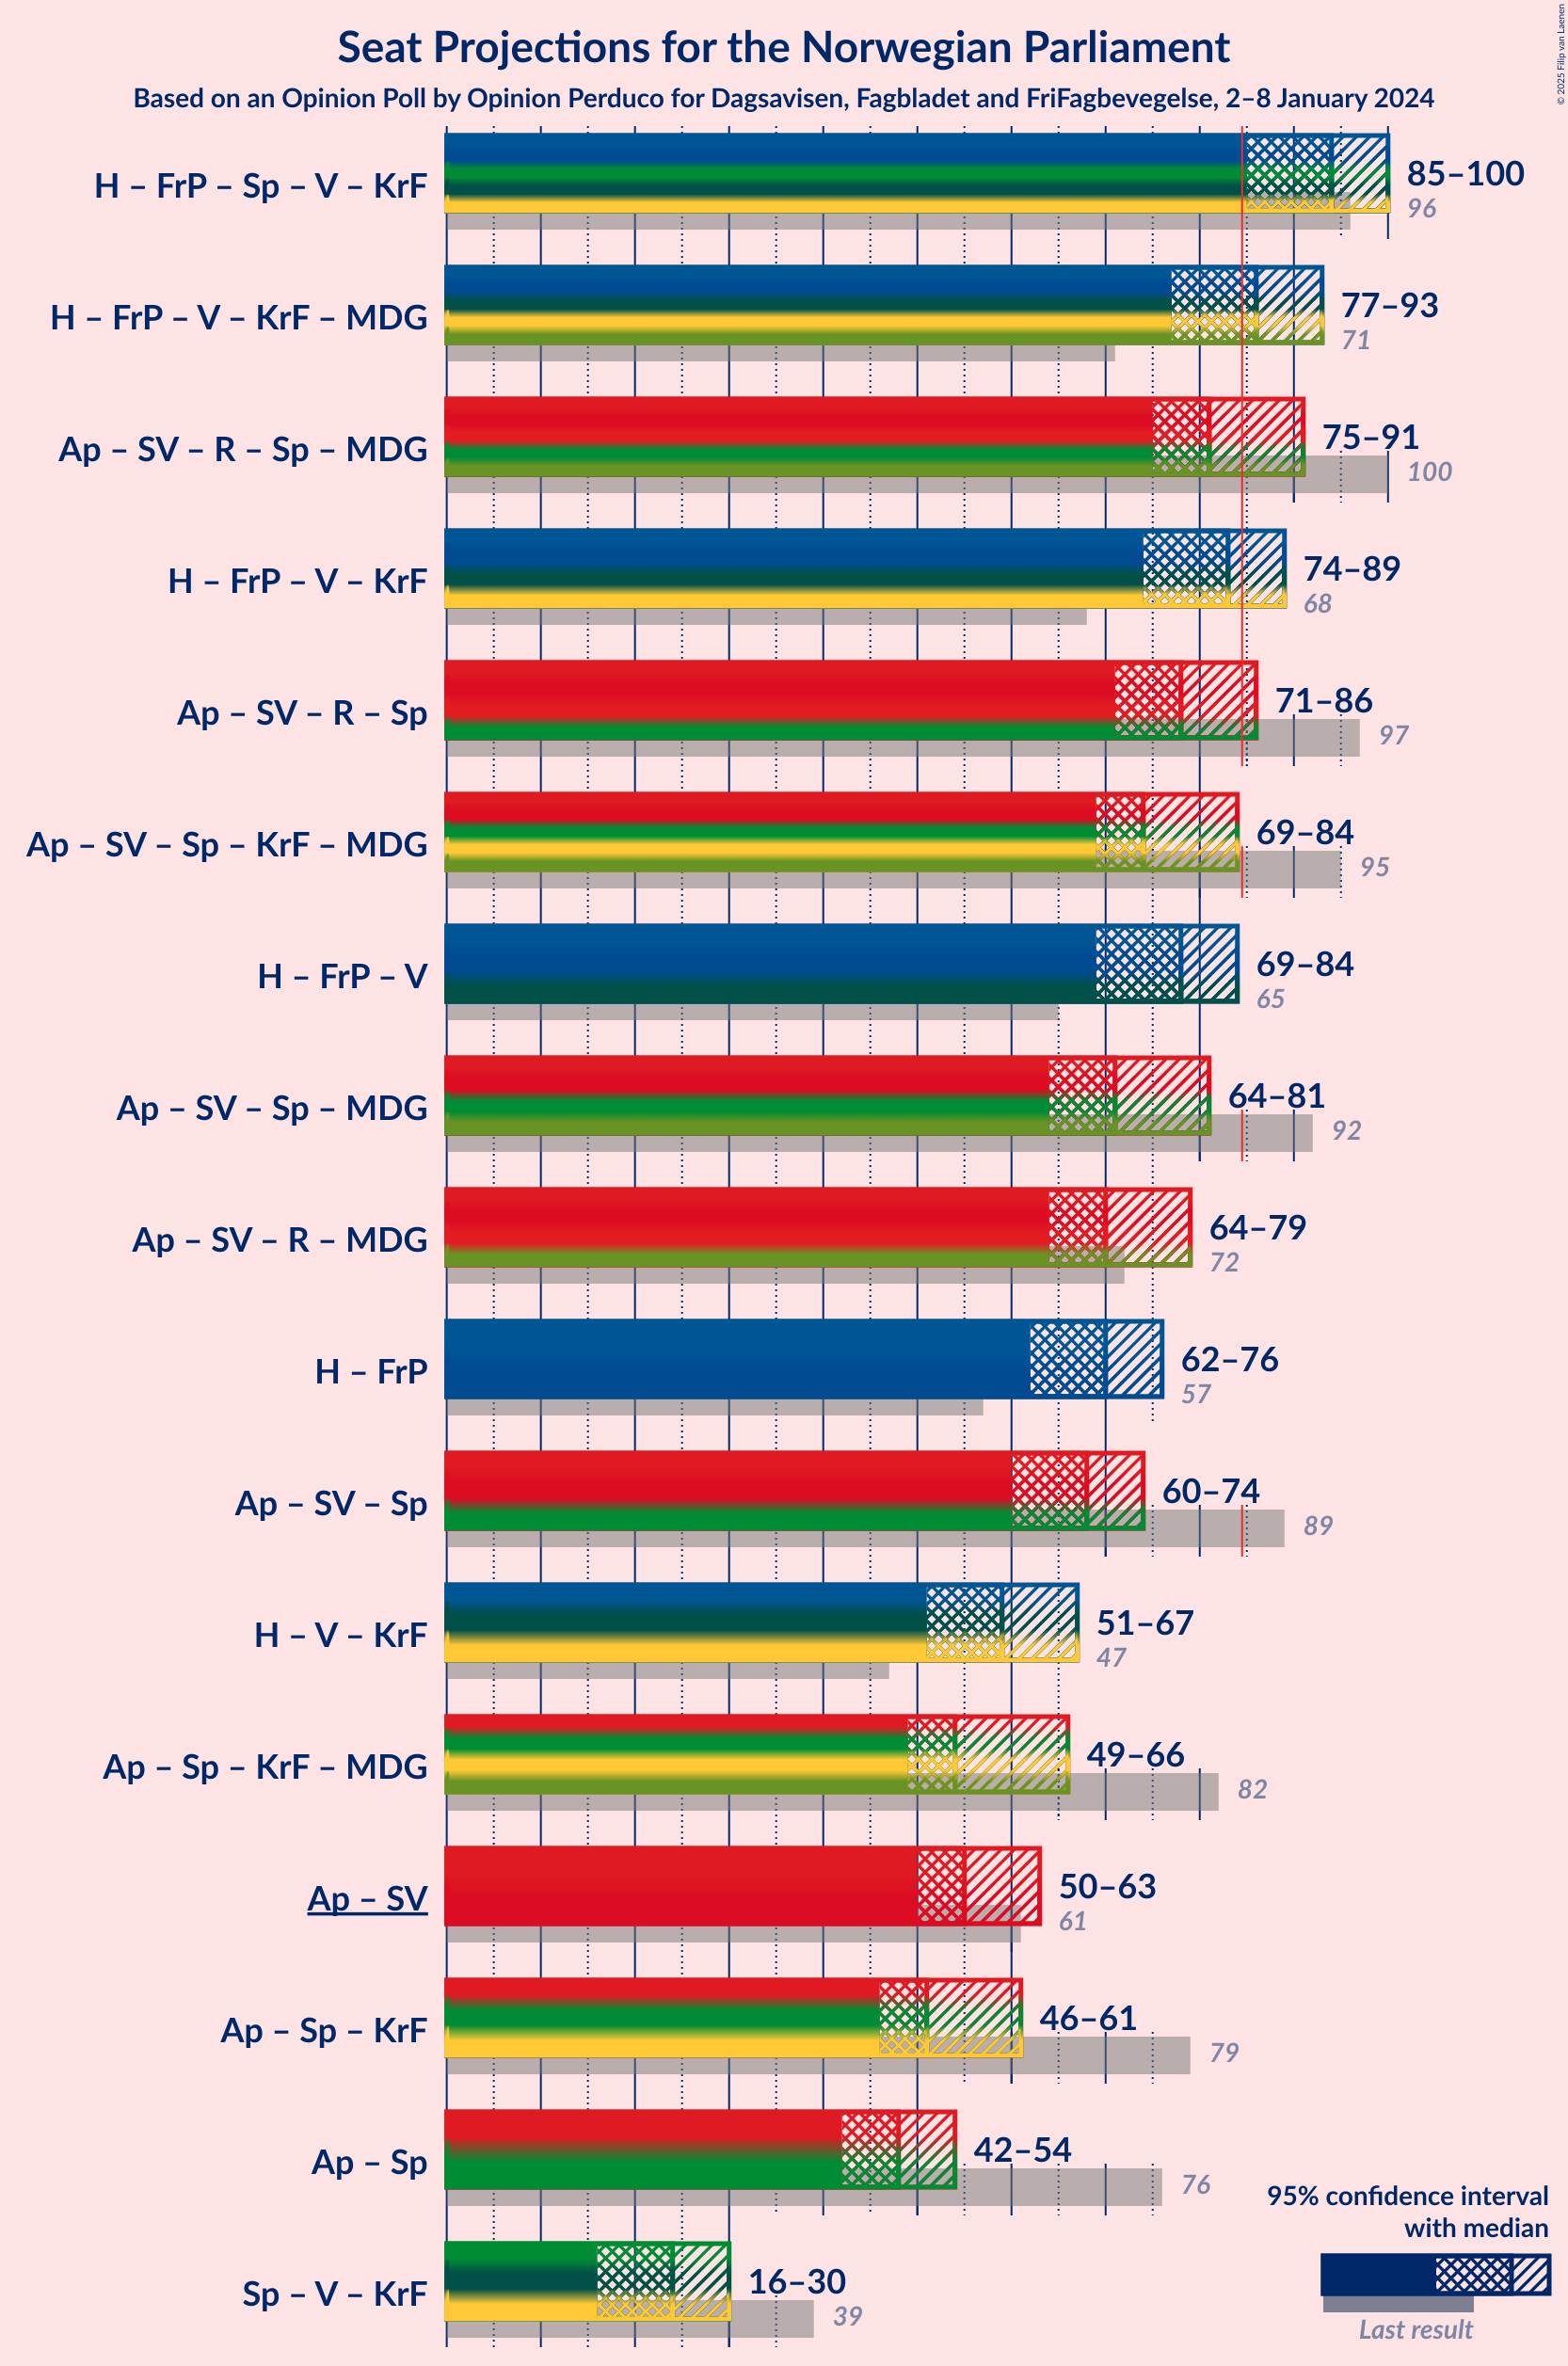 Seat Projections for the Norwegian Parliament
Based on an Opinion Poll by Opinion Perduco for Dagsavisen, Fagbladet and FriFagbevegelse, 2–8 January 2024
© 2025 Filip van Laenen
H – FrP – Sp – V – KrF
85–100
96
H – FrP – V – KrF – MDG
77–93
71
Ap – SV – R – Sp – MDG
75–91
100
H – FrP – V – KrF
74–89
68
Ap – SV – R – Sp
71–86
97
Ap – SV – Sp – KrF – MDG
69–84
95
H – FrP – V
69–84
65
Ap – SV – Sp – MDG
64–81
92
Ap – SV – R – MDG
64–79
72
H – FrP
62–76
57
Ap – SV – Sp
60–74
89
H – V – KrF
51–67
47
Ap – Sp – KrF – MDG
49–66
82
Ap – SV
50–63
61
Ap – Sp – KrF
46–61
79
Ap – Sp
42–54
76
Sp – V – KrF
16–30
39
95% confidence interval
with median
Last result